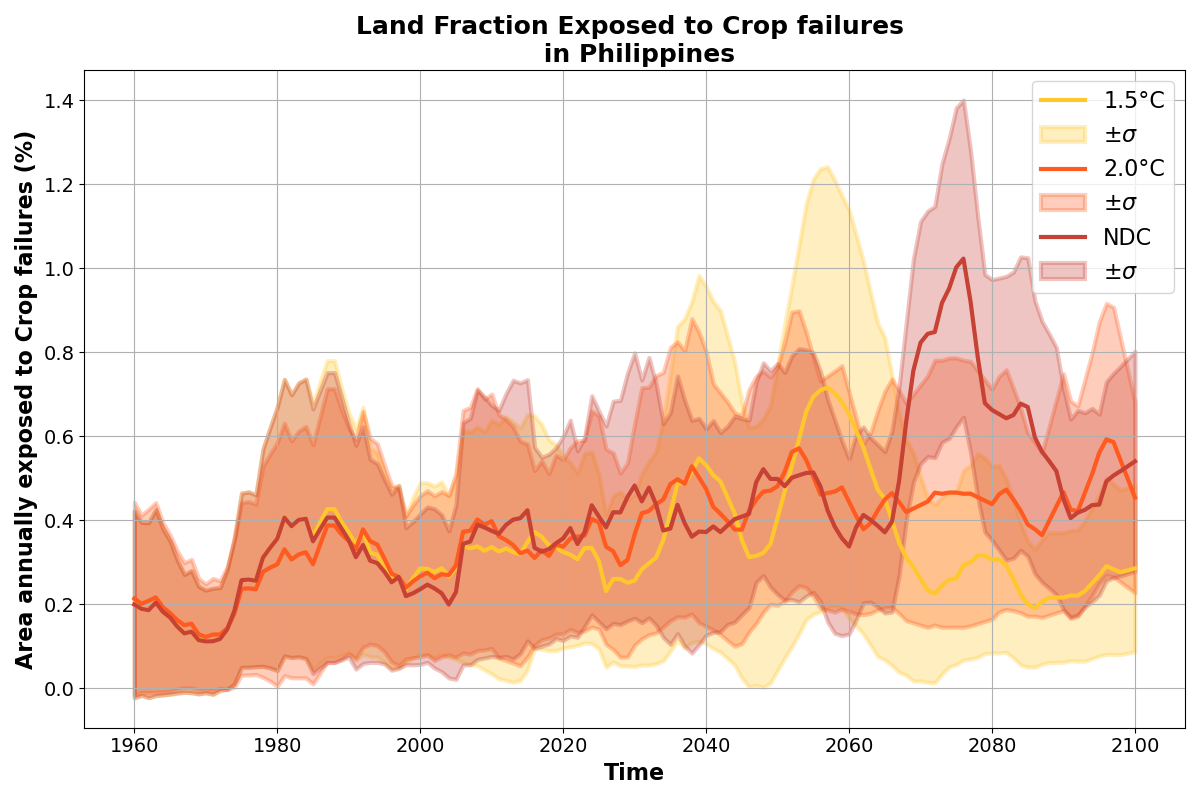 Land Fraction Exposed to Crop failures
in Philippines
Area annually exposed to Crop failures (%)
1.4
1.2
1.0
0.8
0.6
0.4
0.2
0.0
1.5°C
±σ
2.0°C
±σ
NDC
±σ
1960 1980 2000 2020 2040 2060 2080 2100
Time